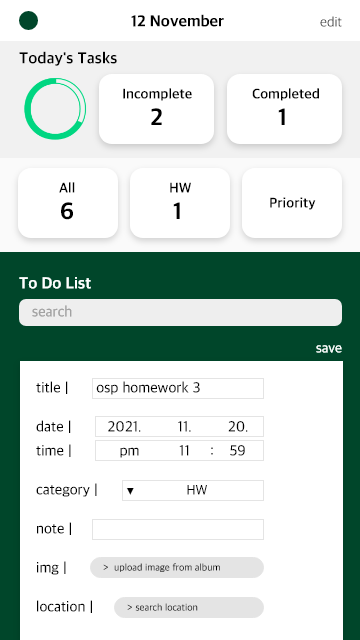 12 November
edit
Today's Tasks
Incomplete
2
Completed
1
All
6
HW
1
Priority
To Do List
search
save
title | osp homework 3
date | 2021. 11. 20.
time | pm 11 : 59
category | ▼ HW
note |
img | > upload image from album
location | > search location